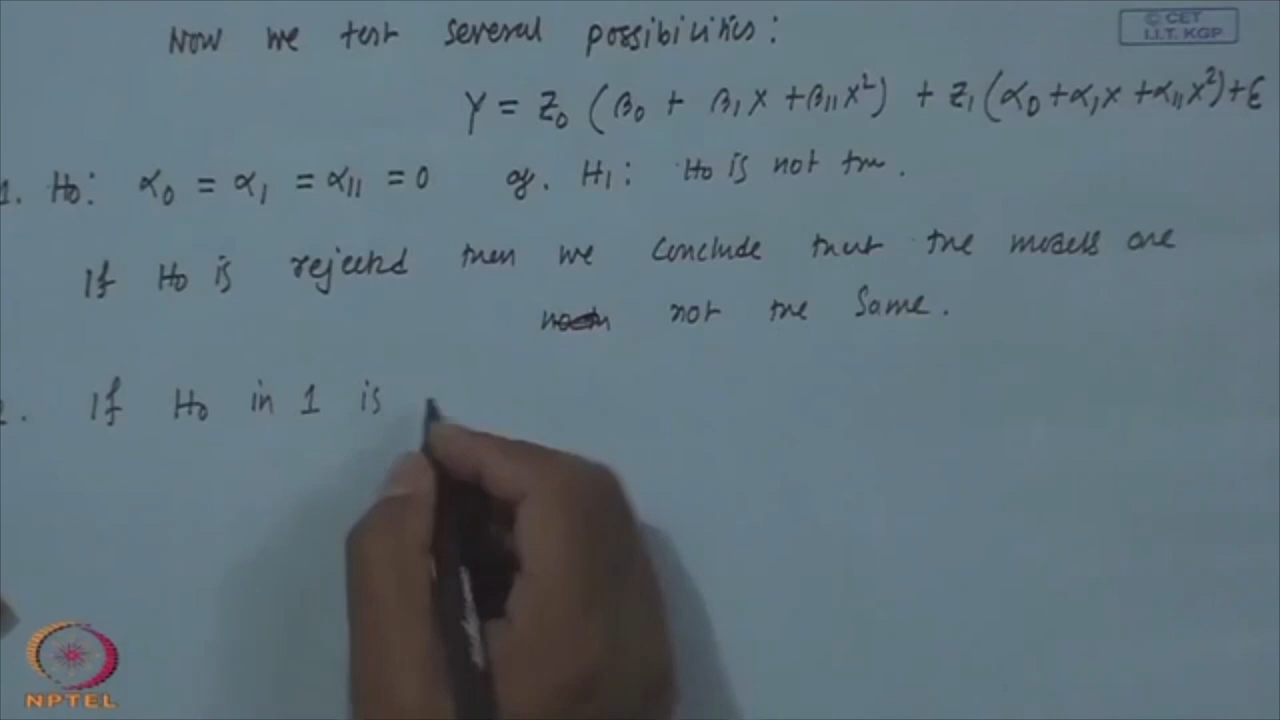 © CET
I.I.T. KGP
Now we test several possibilities:
Y = Z₀ (β₀ + β₁X + β₁₁X²) + Z₁(α₀+α₁X+α₁₁X²)+ε
1. H₀: α₀ = α₁ = α₁₁ = 0 ag. H₁: H₀ is not true.
If H₀ is rejected then we conclude that the models are
not the same.
2. If H₀ in 1 is
NPTEL